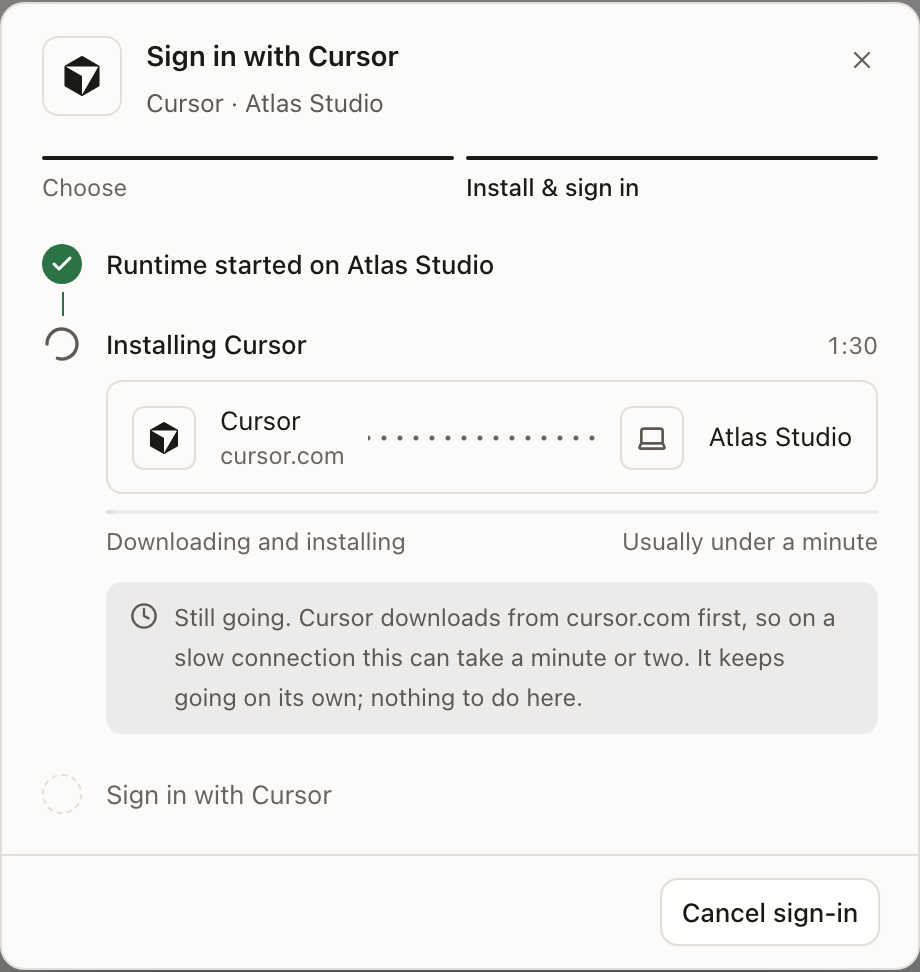 Sign in with Cursor
Cursor · Atlas Studio
Choose
Install & sign in
Runtime started on Atlas Studio
Installing Cursor
1:30
Cursor
cursor.com
Atlas Studio
Downloading and installing
Usually under a minute
Still going. Cursor downloads from cursor.com first, so on a
slow connection this can take a minute or two. It keeps
going on its own; nothing to do here.
Sign in with Cursor
Cancel sign-in